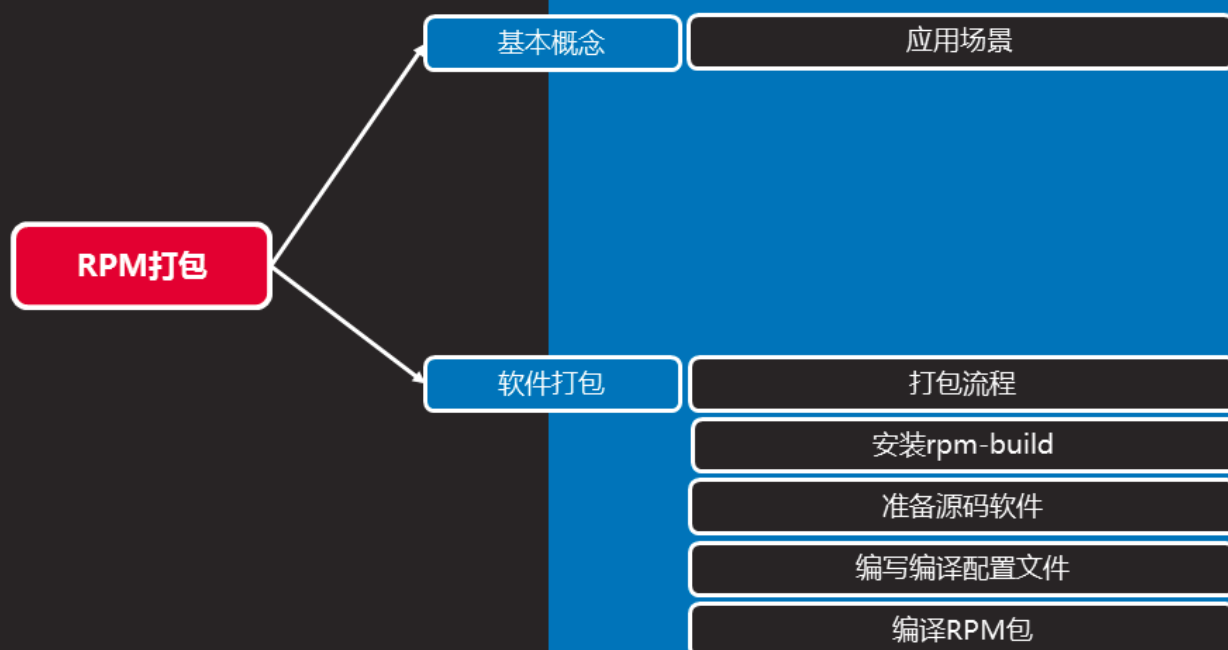 基本概念
应用场景
RPM打包
软件打包
打包流程
安装rpm-build
准备源码软件
编写编译配置文件
编译RPM包